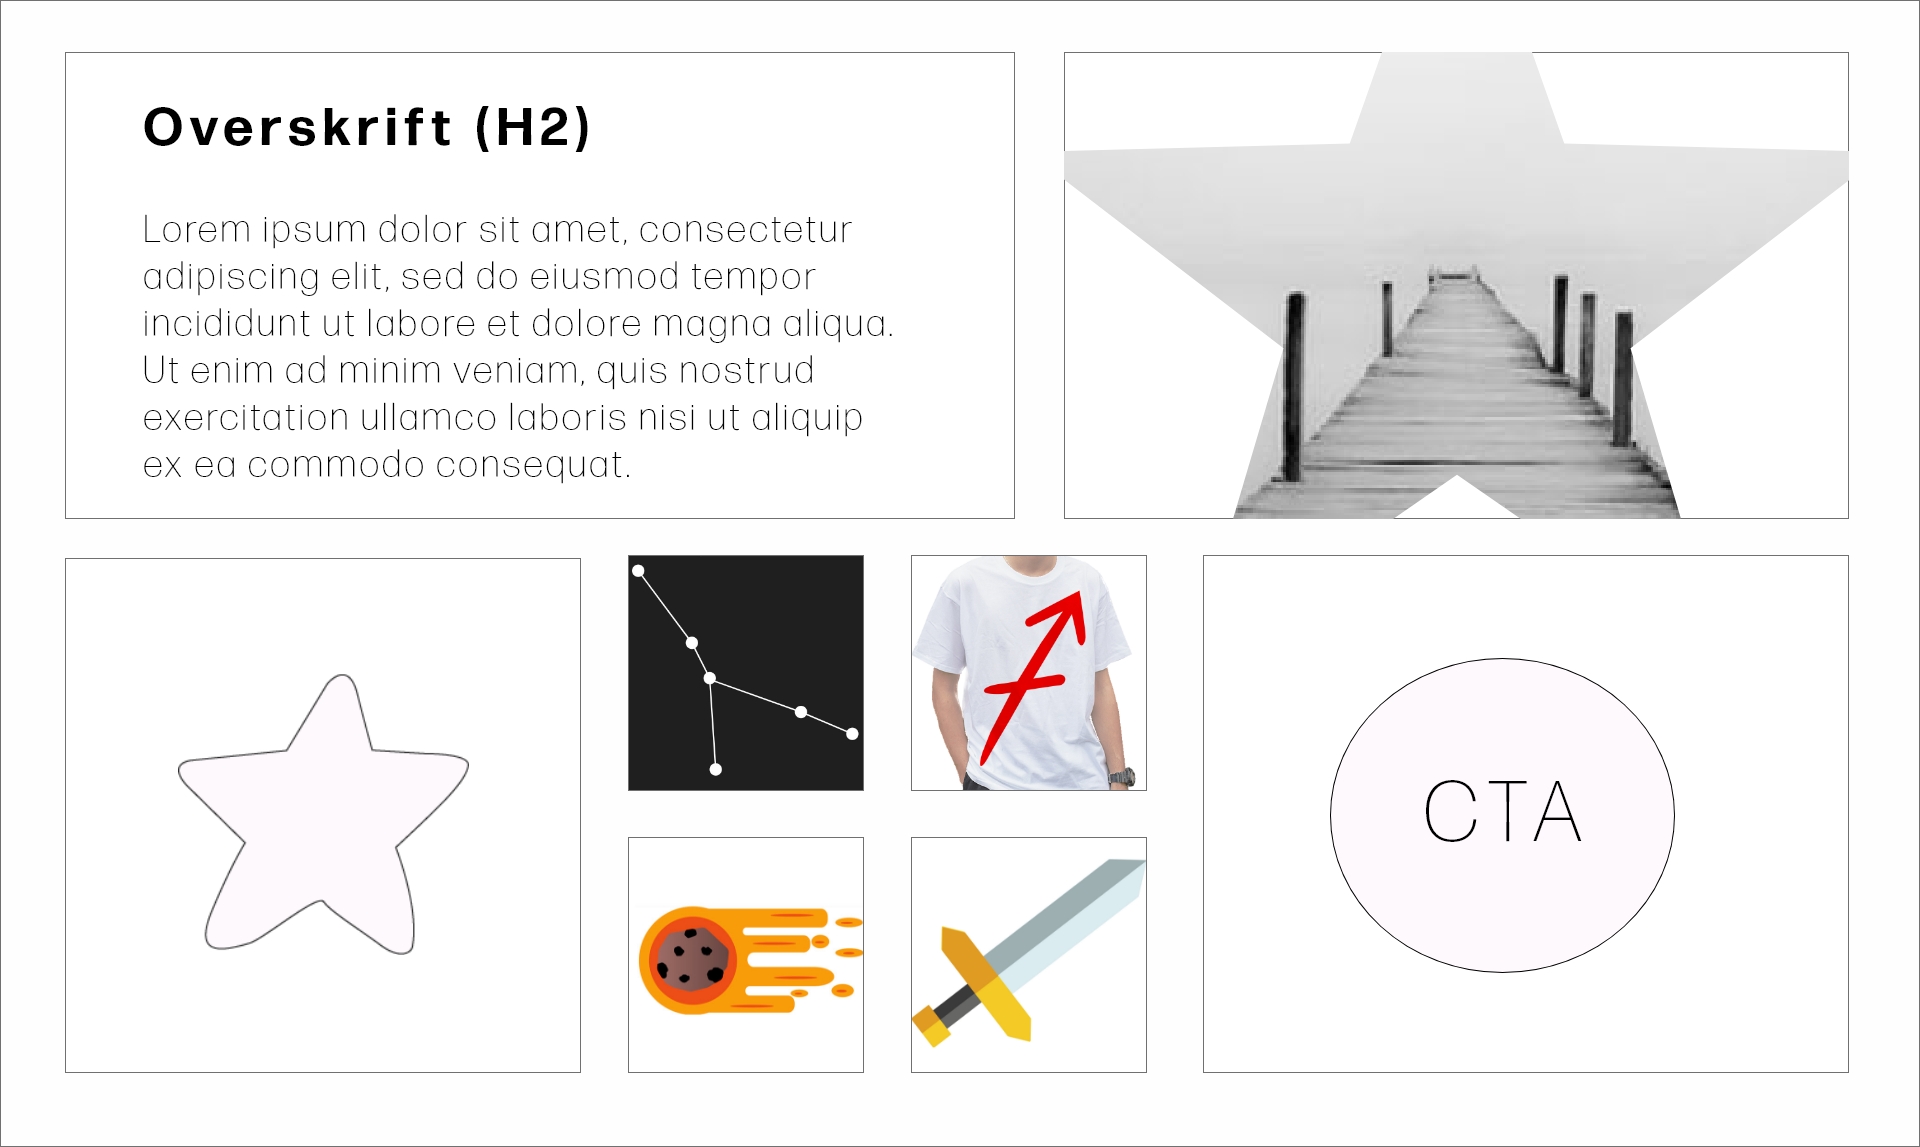 Overskrift (H2)
Lorem ipsum dolor sit amet, consectetur
adipiscing elit, sed do eiusmod tempor
incididunt ut labore et dolore magna aliqua.
Ut enim ad minim veniam, quis nostrud
exercitation ullamco laboris nisi ut aliquip
ex ea commodo consequat.
CTA